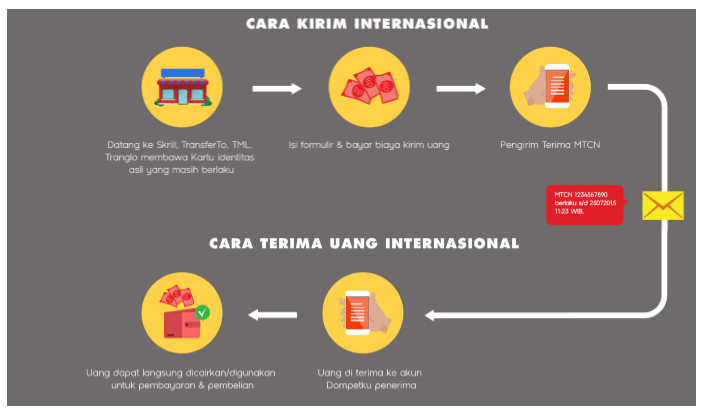 CARA KIRIM INTERNASIONAL
Datang ke Skrill, TransferTo, TML,
Tranglo membawa Kartu identitas
asli yang masih berlaku
Isi formulir & bayar biaya kirim uang
Pengirim Terima MTCN
MTCN 1234567890
berlaku s/d 25072015
11.23 WIB.
CARA TERIMA UANG INTERNASIONAL
Uang dapat langsung dicairkan/digunakan
untuk pembayaran & pembelian
Uang di terima ke akun
Dompetku penerima